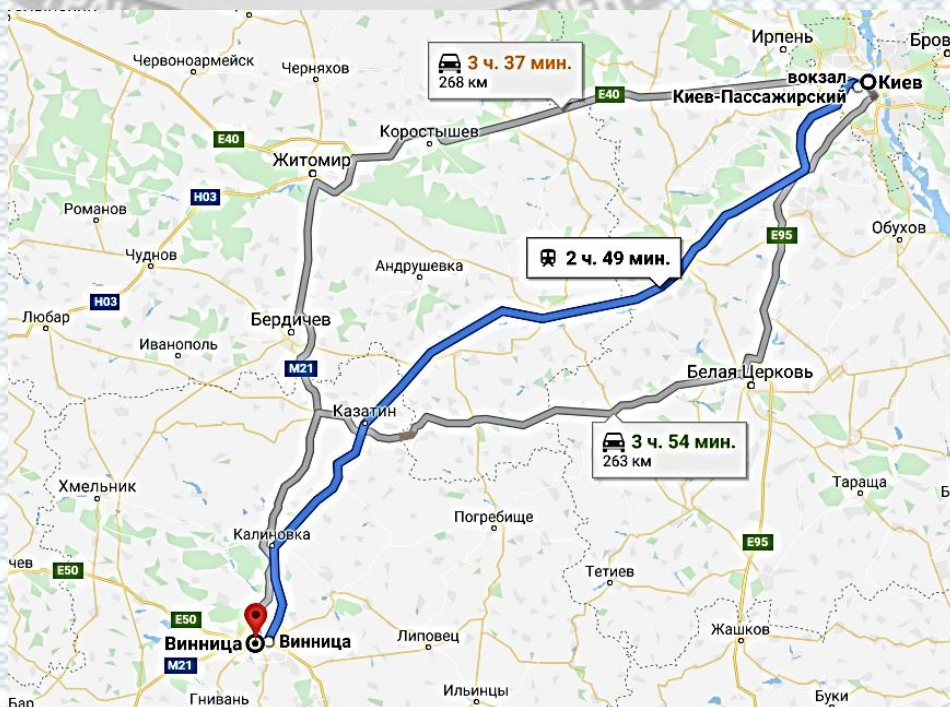 Ирпень
Червоноармейск
Черняхов
3 ч. 37 мин.
268 км
E40
вокзал
Киев-Пассажирский
Киев
Коростышев
E40
Житомир
H03
Романов
Обухов
E95
Чуднов
Андрушевка
2 ч. 49 мин.
H03
Любар
Бердичев
Иванополь
M21
Белая Церковь
Казатин
3 ч. 54 мин.
263 км
Хмельник
Тараща
Погребище
Калиновка
E95
чев
E50
Тетиев
E50
Жашков
Винница
Винница
Липовец
M21
Гнивань
Ильинцы
Буки
Бар